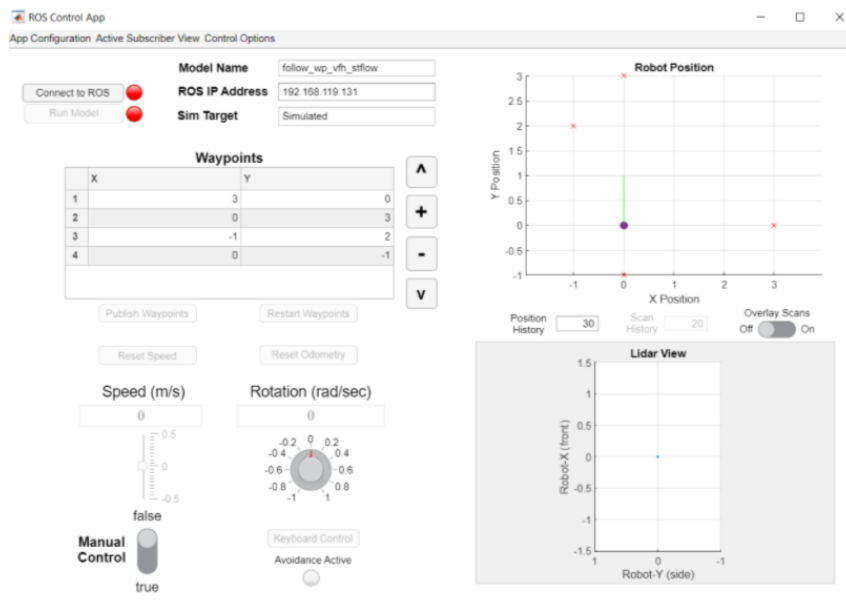 ROS Control App
App Configuration Active Subscriber View Control Options
Model Name follow_wp_vfh_stflow
Connect to ROS ROS IP Address 192.168.119.131
Run Model Sim Target Simulated
Waypoints
X Y
1 3 0
2 0 3
3 -1 2
4 0 -1
^
+
-
v
Publish Waypoints Restart Waypoints
Reset Speed Reset Odometry
Speed (m/s) Rotation (rad/sec)
0 0
0.5
0
-0.5
-0.2 0 0.2
-0.4 0.4
-0.6 0.6
-0.8 0.8
-1 1
false
Manual
Control
true
Keyboard Control
Avoidance Active
Robot Position
3
2.5
2
1.5
1
0.5
0
-0.5
-1
Y Position
-1 0 1 2 3
X Position
Position
History 30
Scan
History 20
Overlay Scans
Off On
Lidar View
1.5
1
0.5
0
-0.5
-1
-1.5
Robot-X (front)
1 0 -1
Robot-Y (side)